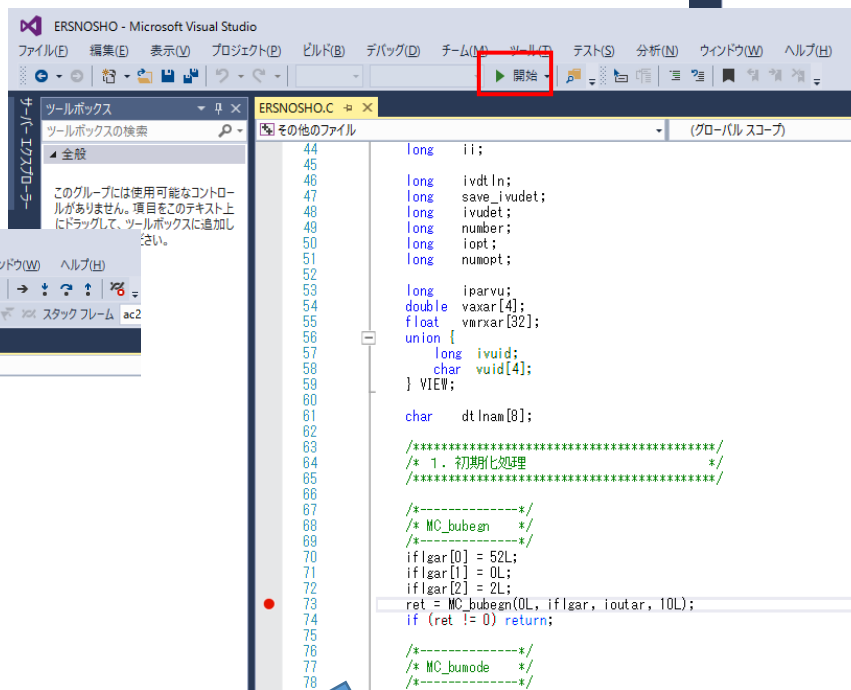 ERSNOSHO - Microsoft Visual Studio
ファイル(F) 編集(E) 表示(V) プロジェクト(P) ビルド(B) デバッグ(D) チーム(M) ツール(T) テスト(S) 分析(N) ウィンドウ(W) ヘルプ(H)
開始
サーバー エクスプローラー
ツールボックス
ツールボックスの検索
全般
このグループには使用可能なコントロー
ルがありません。項目をこのテキスト上
にドラッグして、ツールボックスに追加し
ださい。
ンドウ(W) ヘルプ(H)
スタック フレーム ac2
ERSNOSHO.C
その他のファイル (グローバル スコープ)
44 long ii;
45
46 long ivdtln;
47 long save_ivudet;
48 long ivudet;
49 long number;
50 long iopt;
51 long numopt;
52
53 long iparvu;
54 double vaxar[4];
55 float vmrxar[32];
56 union {
57 long ivuid;
58 char vuid[4];
59 } VIEW;
60
61 char dtlnam[8];
62
63 /*******************************************/
64 /* 1. 初期化処理 */
65 /*******************************************/
66
67 /*--------------*/
68 /* MC_bubegn */
69 /*--------------*/
70 iflgar[0] = 52L;
71 iflgar[1] = 0L;
72 iflgar[2] = 2L;
73 ret = MC_bubegn(0L, iflgar, ioutar, 10L);
74 if (ret != 0) return;
75
76 /*--------------*/
77 /* MC_bumode */
78 /*--------------*/